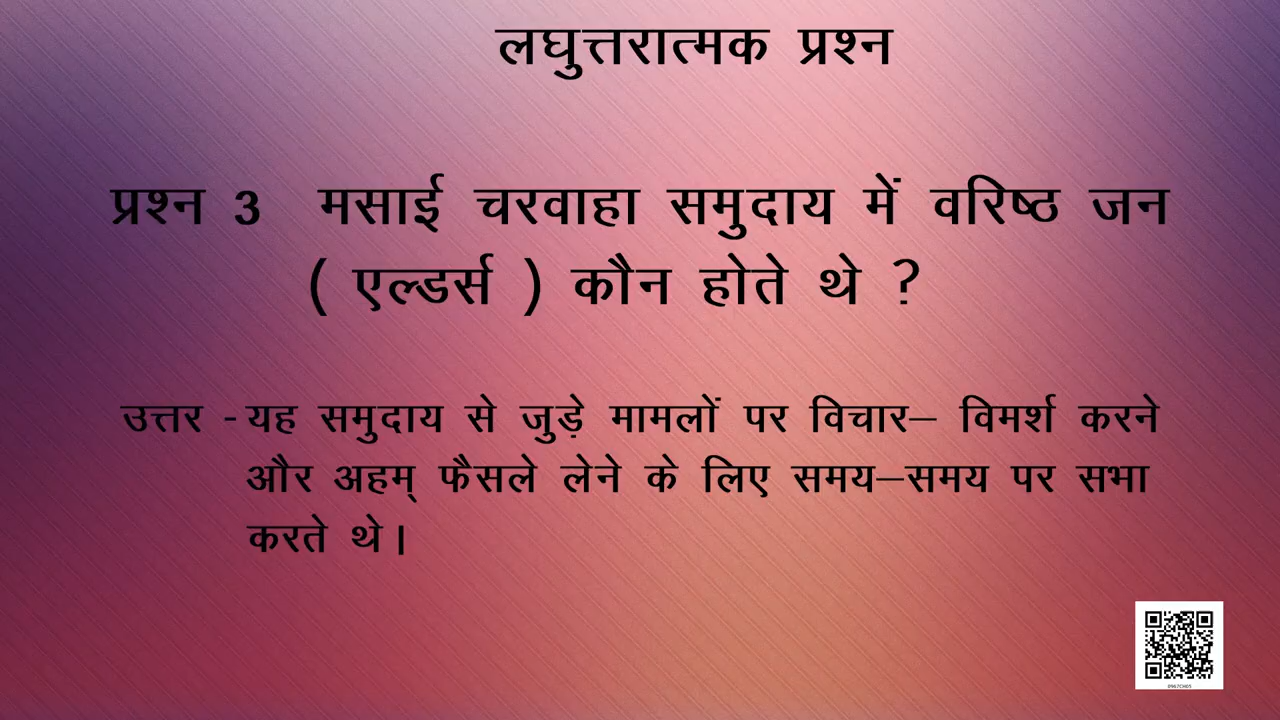 लघुत्तरात्मक प्रश्न
प्रश्न 3 मसाई चरवाहा समुदाय में वरिष्ठ जन
( एल्डर्स ) कौन होते थे ?
उत्तर - यह समुदाय से जुड़े मामलों पर विचार– विमर्श करने
और अहम् फैसले लेने के लिए समय–समय पर सभा
करते थे।
0967CH05